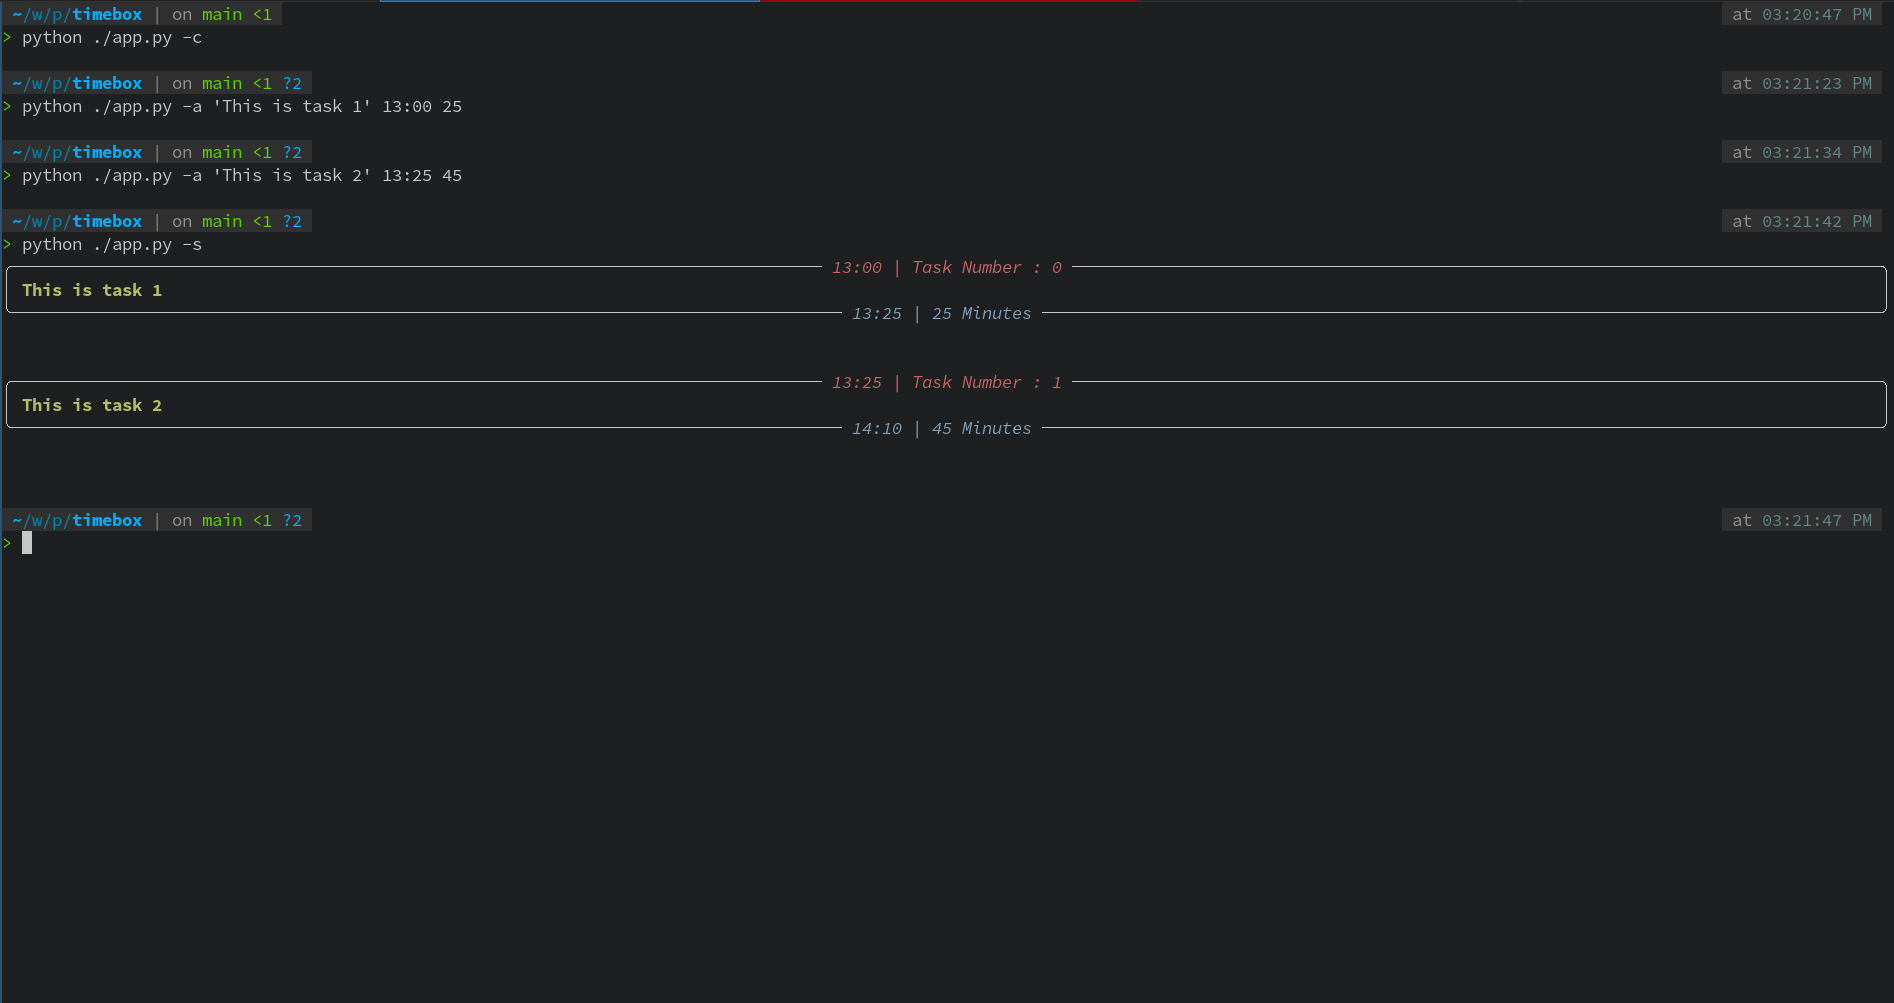 ~/w/p/timebox | on main <1 at 03:20:47 PM
> python ./app.py -c
~/w/p/timebox | on main <1 ?2 at 03:21:23 PM
> python ./app.py -a 'This is task 1' 13:00 25
~/w/p/timebox | on main <1 ?2 at 03:21:34 PM
> python ./app.py -a 'This is task 2' 13:25 45
~/w/p/timebox | on main <1 ?2 at 03:21:42 PM
> python ./app.py -s
13:00 | Task Number : 0
This is task 1
13:25 | 25 Minutes
13:25 | Task Number : 1
This is task 2
14:10 | 45 Minutes
~/w/p/timebox | on main <1 ?2 at 03:21:47 PM
>